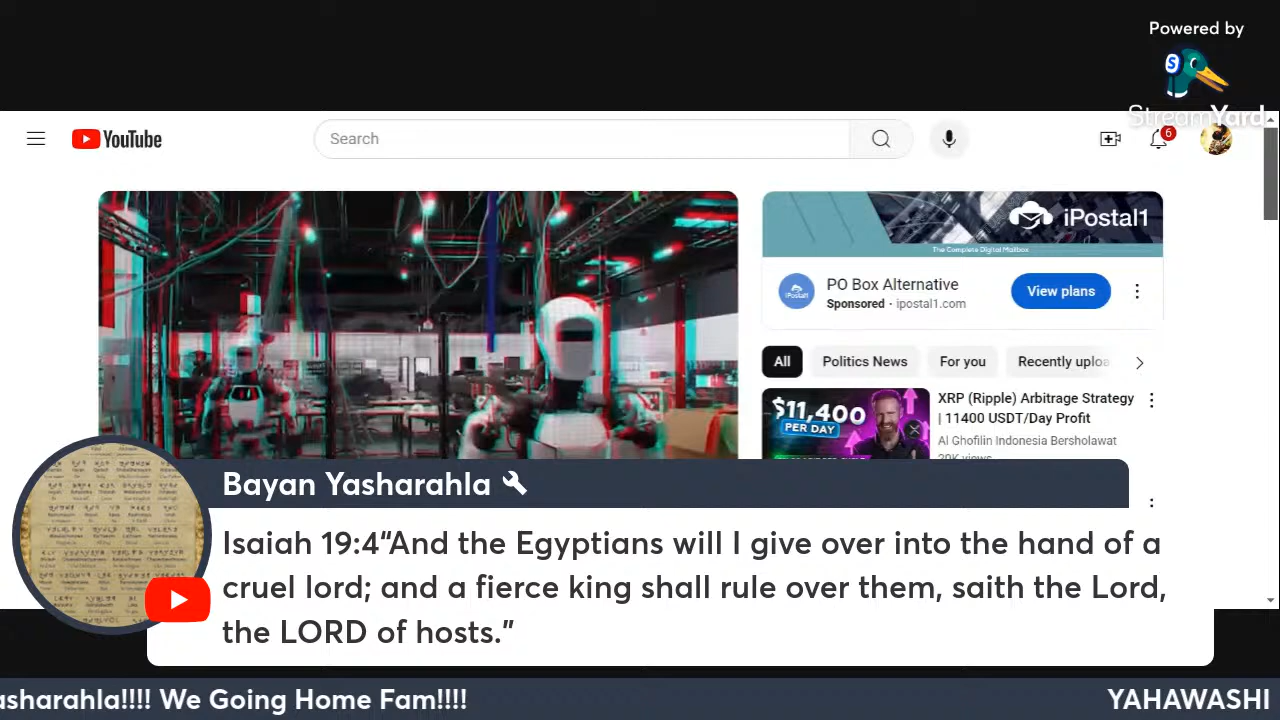 Powered by
StreamYard
YouTube
Search
6
iPostal1
The Complete Digital Mailbox
iPostal1
PO Box Alternative
Sponsored · ipostal1.com
View plans
All
Politics News
For you
Recently uploa
$11,400
PER DAY
XRP (Ripple) Arbitrage Strategy
| 11400 USDT/Day Profit
Al Ghofilin Indonesia Bersholawat
20K views
Bayan Yasharahla
Isaiah 19:4“And the Egyptians will I give over into the hand of a
cruel lord; and a fierce king shall rule over them, saith the Lord,
the LORD of hosts.”
asharahla!!!! We Going Home Fam!!!!
YAHAWASHI